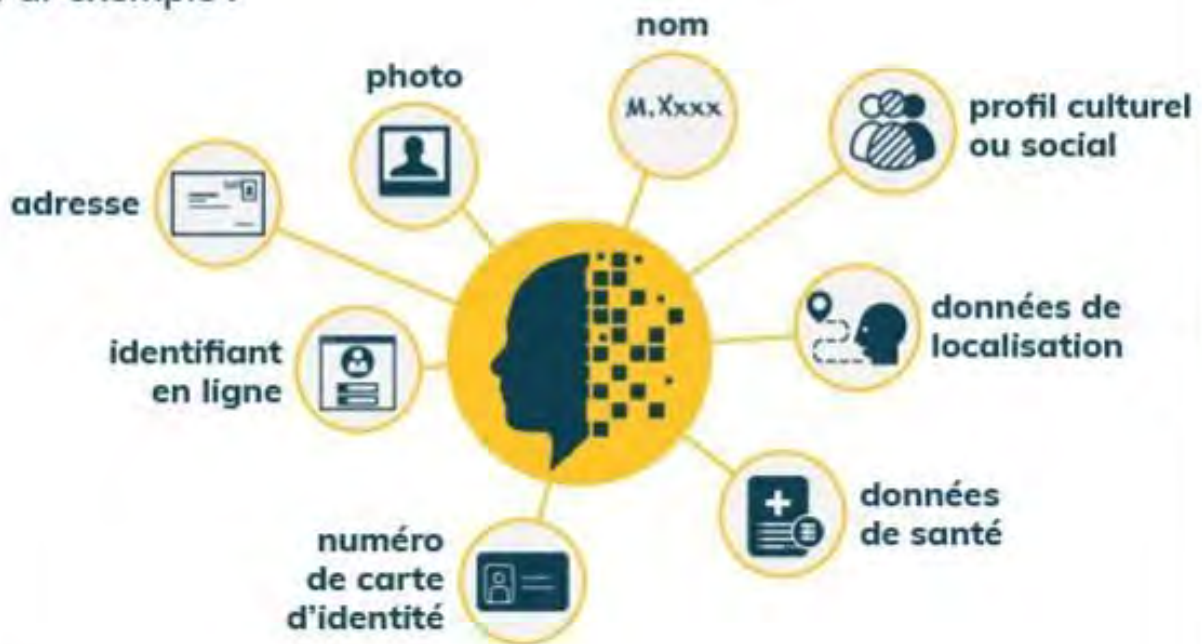 nom
photo
M.Xxxx
profil culturel
ou social
adresse
données de
localisation
identifiant
en ligne
données
de santé
numéro
de carte
d'identité